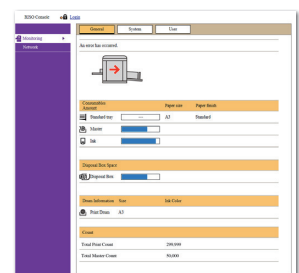 RISO Console Login
General System User
Monitoring
Network
An error has occurred.
Consumables
Amount Paper size Paper finish
Standard tray --- A3 Standard
Master
Ink
Disposal Box Space
Disposal Box
Drum Information Size Ink Color
Print Drum A3
Count
Total Print Count 299,999
Total Master Count 50,000